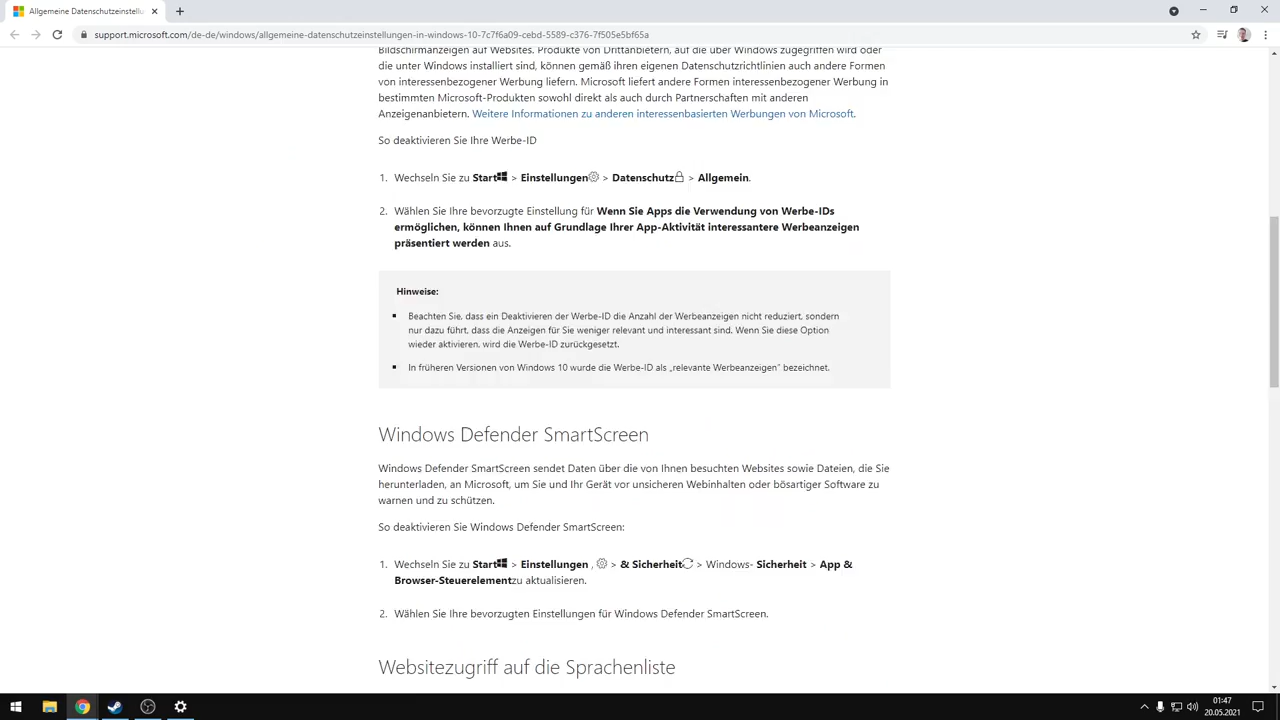 Allgemeine Datenschutzeinstellu
support.microsoft.com/de-de/windows/allgemeine-datenschutzeinstellungen-in-windows-10-7c7f6a09-cebd-5589-c376-7f505e5bf65a
Bildschirmanzeigen auf Websites. Produkte von Drittanbietern, auf die über Windows zugegriffen wird oder
die unter Windows installiert sind, können gemäß ihren eigenen Datenschutzrichtlinien auch andere Formen
von interessenbezogener Werbung liefern. Microsoft liefert andere Formen interessenbezogener Werbung in
bestimmten Microsoft-Produkten sowohl direkt als auch durch Partnerschaften mit anderen
Anzeigenanbietern. Weitere Informationen zu anderen interessenbasierten Werbungen von Microsoft.
So deaktivieren Sie Ihre Werbe-ID
1. Wechseln Sie zu Start > Einstellungen > Datenschutz > Allgemein.
2. Wählen Sie Ihre bevorzugte Einstellung für Wenn Sie Apps die Verwendung von Werbe-IDs
ermöglichen, können Ihnen auf Grundlage Ihrer App-Aktivität interessantere Werbeanzeigen
präsentiert werden aus.
Hinweise:
▪ Beachten Sie, dass ein Deaktivieren der Werbe-ID die Anzahl der Werbeanzeigen nicht reduziert, sondern
nur dazu führt, dass die Anzeigen für Sie weniger relevant und interessant sind. Wenn Sie diese Option
wieder aktivieren, wird die Werbe-ID zurückgesetzt.
▪ In früheren Versionen von Windows 10 wurde die Werbe-ID als „relevante Werbeanzeigen" bezeichnet.
Windows Defender SmartScreen
Windows Defender SmartScreen sendet Daten über die von Ihnen besuchten Websites sowie Dateien, die Sie
herunterladen, an Microsoft, um Sie und Ihr Gerät vor unsicheren Webinhalten oder bösartiger Software zu
warnen und zu schützen.
So deaktivieren Sie Windows Defender SmartScreen:
1. Wechseln Sie zu Start > Einstellungen , > & Sicherheit > Windows- Sicherheit > App &
Browser-Steuerelementzu aktualisieren.
2. Wählen Sie Ihre bevorzugten Einstellungen für Windows Defender SmartScreen.
Websitezugriff auf die Sprachenliste
01:47
20.05.2021